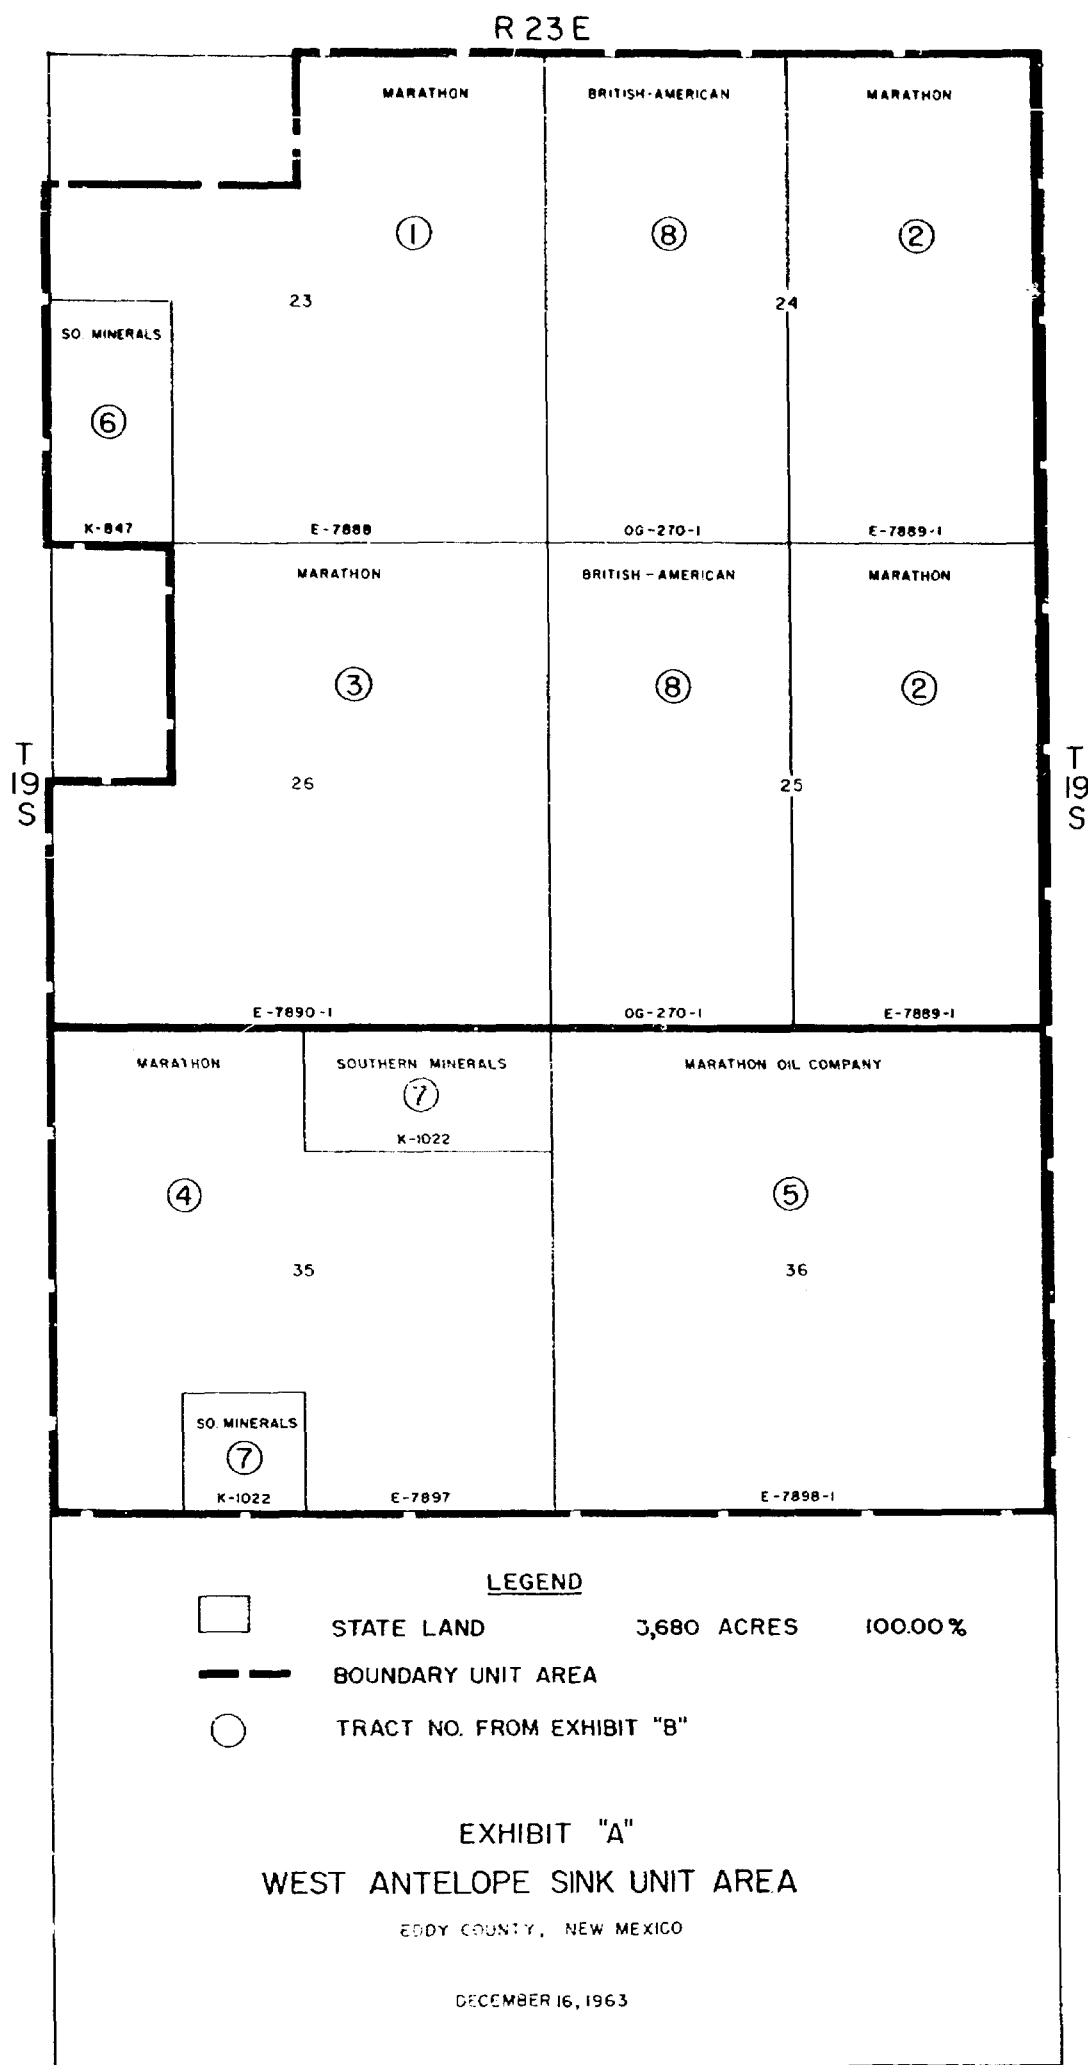 R 23 E
MARATHON
BRITISH-AMERICAN
MARATHON
1
8
2
23
24
SO. MINERALS
6
K-847
E-7888
OG-270-1
E-7889-1
MARATHON
BRITISH-AMERICAN
MARATHON
3
8
2
T
19
S
26
25
T
19
S
E-7890-1
OG-270-1
E-7889-1
MARATHON
SOUTHERN MINERALS
MARATHON OIL COMPANY
7
K-1022
4
5
35
36
SO. MINERALS
7
K-1022
E-7897
E-7898-1
LEGEND
STATE LAND 3,680 ACRES 100.00%
BOUNDARY UNIT AREA
TRACT NO. FROM EXHIBIT "B"
EXHIBIT "A"
WEST ANTELOPE SINK UNIT AREA
EDDY COUNTY, NEW MEXICO
DECEMBER 16, 1963